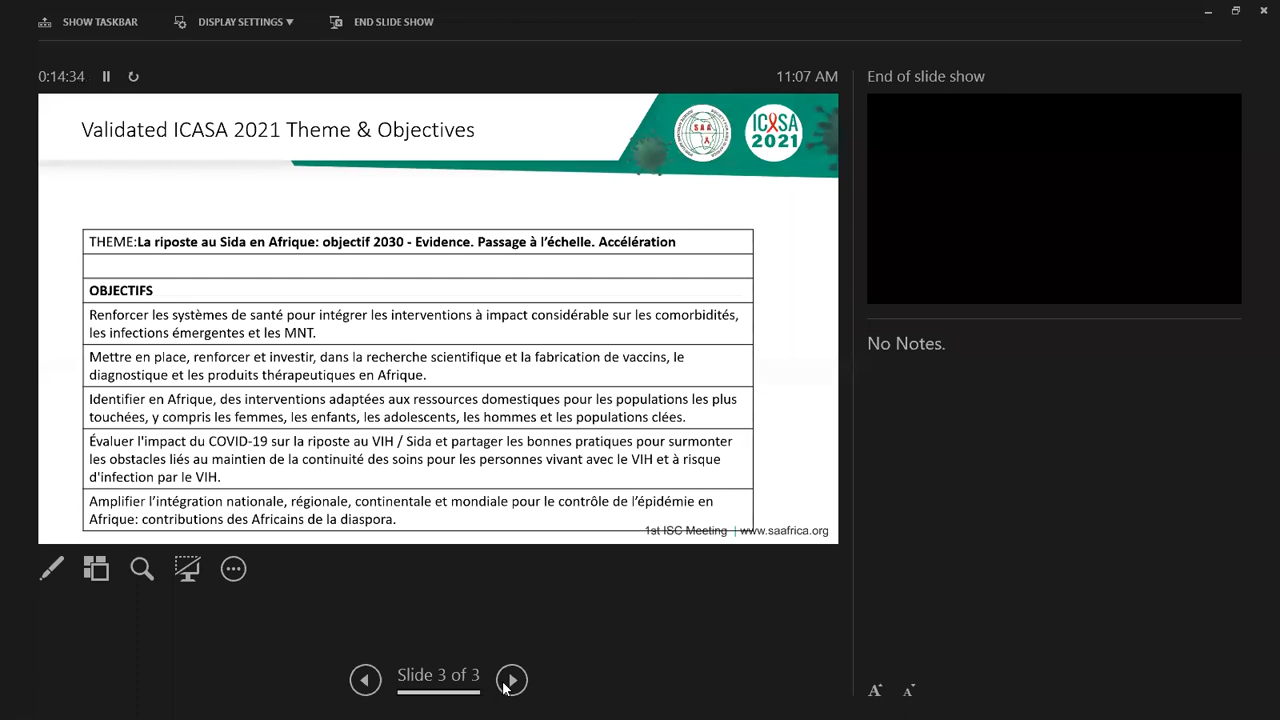 SHOW TASKBAR
DISPLAY SETTINGS
END SLIDE SHOW
0:14:34
11:07 AM
End of slide show
Validated ICASA 2021 Theme & Objectives
SAA
ICASA
2021
THEME:La riposte au Sida en Afrique: objectif 2030 - Evidence. Passage à l’échelle. Accélération
OBJECTIFS
Renforcer les systèmes de santé pour intégrer les interventions à impact considérable sur les comorbidités,
les infections émergentes et les MNT.
Mettre en place, renforcer et investir, dans la recherche scientifique et la fabrication de vaccins, le
diagnostique et les produits thérapeutiques en Afrique.
Identifier en Afrique, des interventions adaptées aux ressources domestiques pour les populations les plus
touchées, y compris les femmes, les enfants, les adolescents, les hommes et les populations clées.
Évaluer l'impact du COVID-19 sur la riposte au VIH / Sida et partager les bonnes pratiques pour surmonter
les obstacles liés au maintien de la continuité des soins pour les personnes vivant avec le VIH et à risque
d'infection par le VIH.
Amplifier l’intégration nationale, régionale, continentale et mondiale pour le contrôle de l’épidémie en
Afrique: contributions des Africains de la diaspora.
1st ISC Meeting | www.saafrica.org
No Notes.
Slide 3 of 3
A A